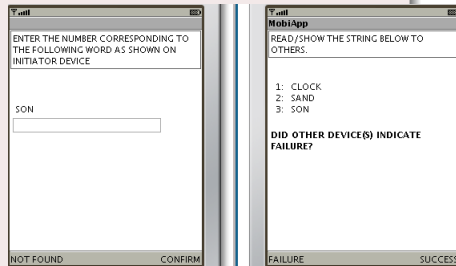 ENTER THE NUMBER CORRESPONDING TO
THE FOLLOWING WORD AS SHOWN ON
INITIATOR DEVICE
SON
NOT FOUND CONFIRM
MobiApp
READ/SHOW THE STRING BELOW TO
OTHERS.
1: CLOCK
2: SAND
3: SON
DID OTHER DEVICE(S) INDICATE
FAILURE?
FAILURE SUCCESS